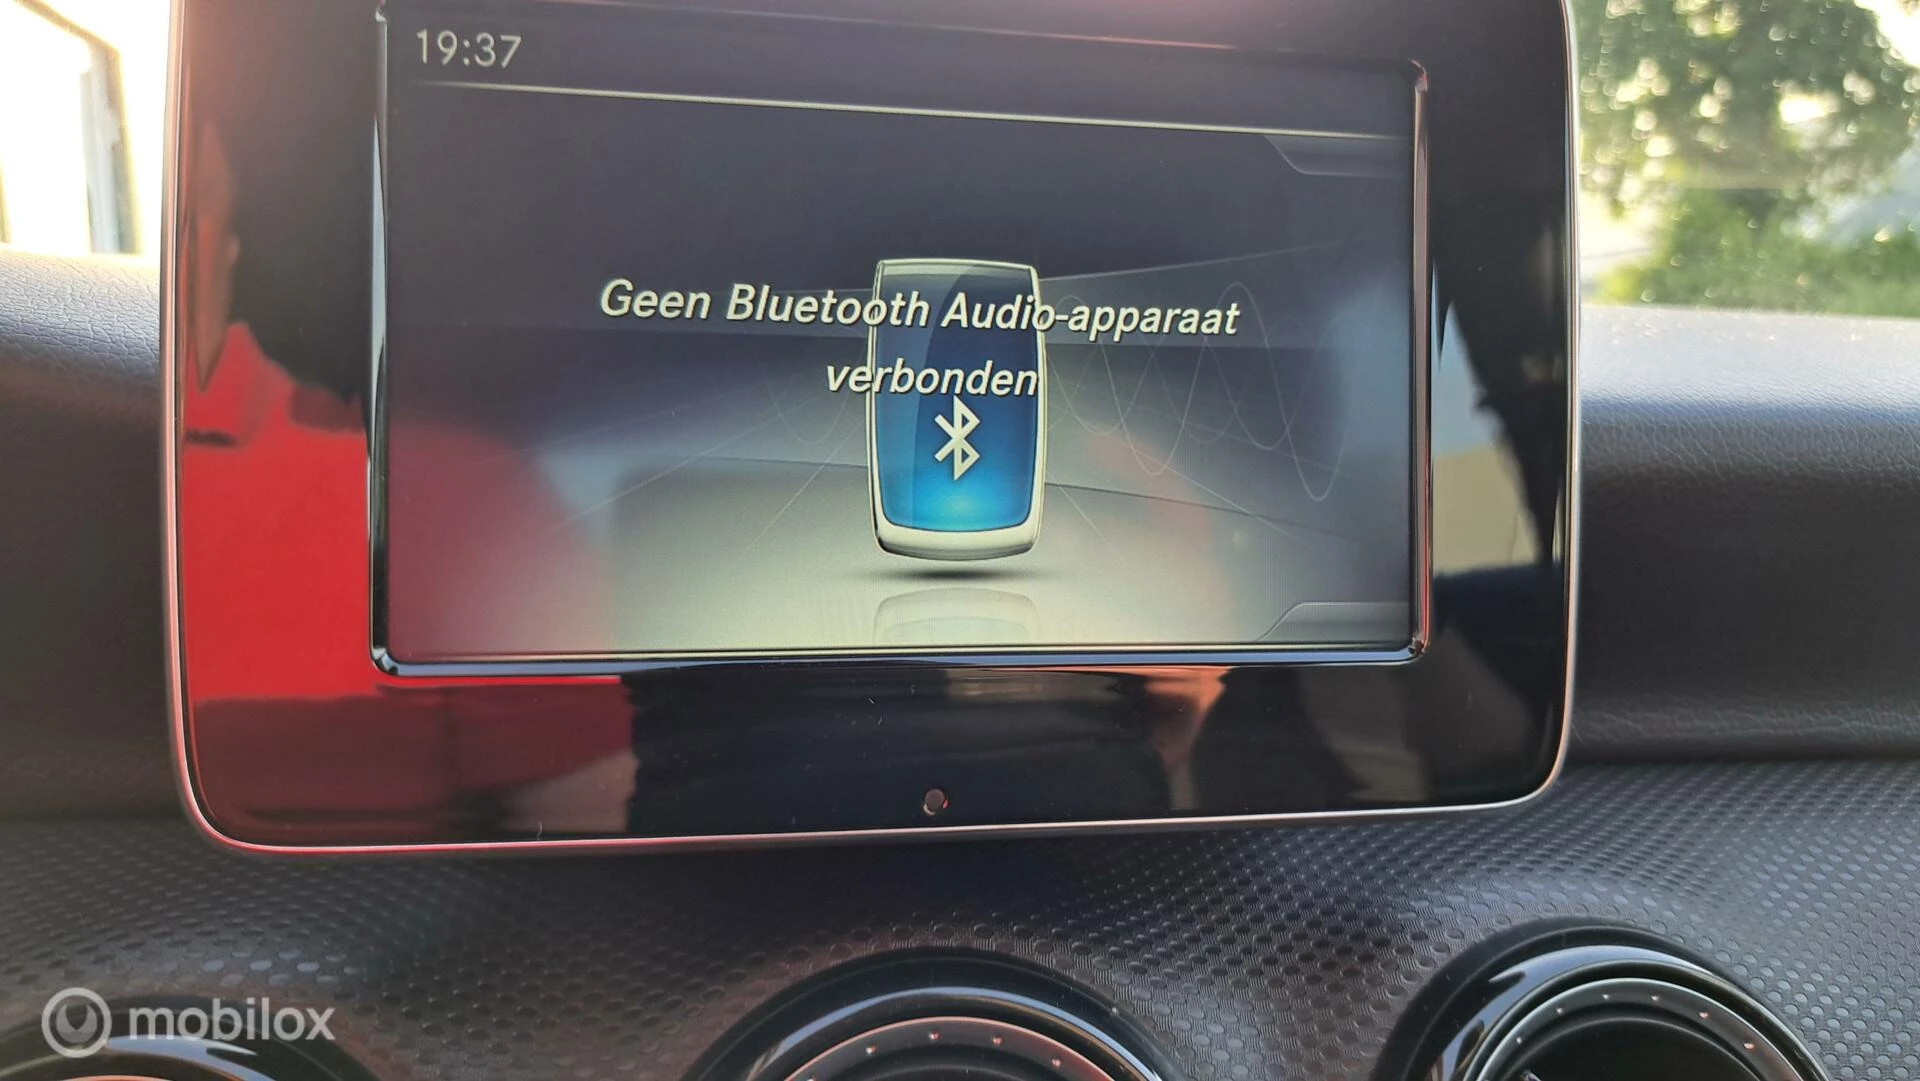 19:37
Geen Bluetooth Audio-apparaat
verbonden
mobilox